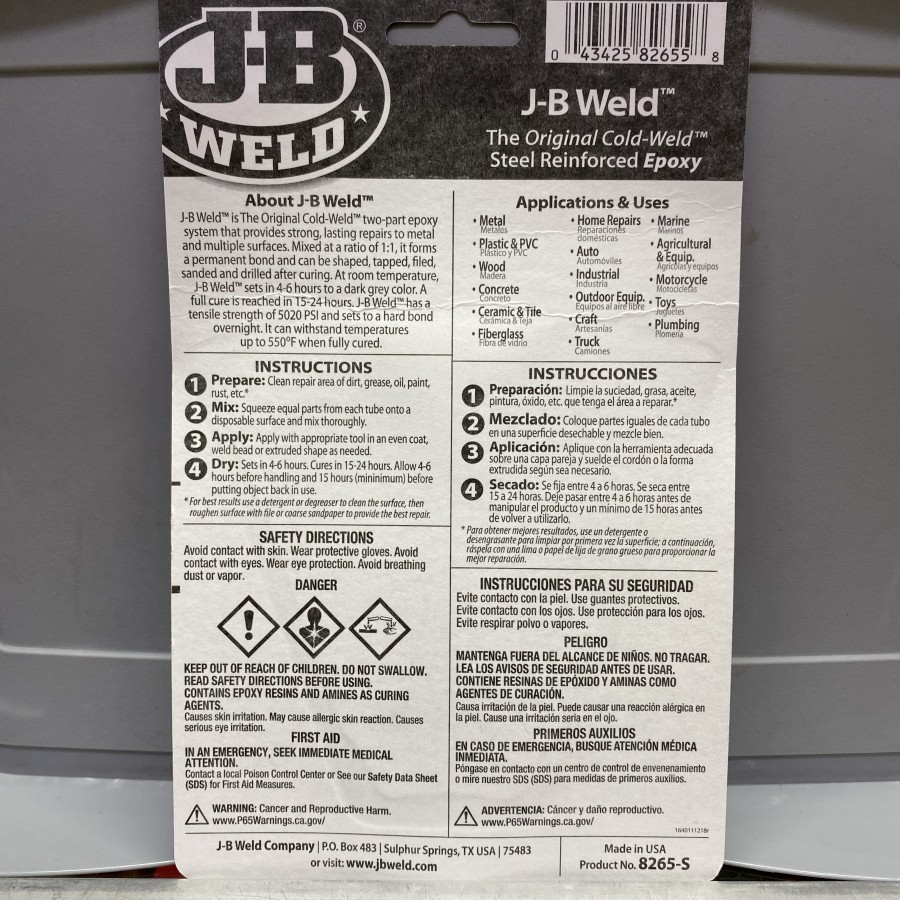 J-B
WELD
®
0 43425 82655 8
J-B Weld™
The Original Cold-Weld™
Steel Reinforced Epoxy
About J-B Weld™
J-B Weld™ is The Original Cold-Weld™ two-part epoxy
system that provides strong, lasting repairs to metal
and multiple surfaces. Mixed at a ratio of 1:1, it forms
a permanent bond and can be shaped, tapped, filed,
sanded and drilled after curing. At room temperature,
J-B Weld™ sets in 4-6 hours to a dark grey color. A
full cure is reached in 15-24 hours. J-B Weld™ has a
tensile strength of 5020 PSI and sets to a hard bond
overnight. It can withstand temperatures
up to 550°F when fully cured.
Applications & Uses
• Metal
Metales
• Plastic & PVC
Plástico y PVC
• Wood
Madera
• Concrete
Concreto
• Ceramic & Tile
Cerámica & Teja
• Fiberglass
Fibra de vidrio
• Home Repairs
Reparaciones
domésticas
• Auto
Automóviles
• Industrial
Industria
• Outdoor Equip.
Equipos al aire libre
• Craft
Artesanías
• Truck
Camiones
• Marine
Marinos
• Agricultural
& Equip.
Agrícolas y equipos
• Motorcycle
Motocicletas
• Toys
Juguetes
• Plumbing
Plomería
INSTRUCTIONS
1 Prepare: Clean repair area of dirt, grease, oil, paint,
rust, etc.*
2 Mix: Squeeze equal parts from each tube onto a
disposable surface and mix thoroughly.
3 Apply: Apply with appropriate tool in an even coat,
weld bead or extruded shape as needed.
4 Dry: Sets in 4-6 hours. Cures in 15-24 hours. Allow 4-6
hours before handling and 15 hours (mininimum) before
putting object back in use.
* For best results use a detergent or degreaser to clean the surface, then
roughen surface with file or coarse sandpaper to provide the best repair.
INSTRUCCIONES
1 Preparación: Limpie la suciedad, grasa, aceite,
pintura, óxido, etc. que tenga el área a reparar.*
2 Mezclado: Coloque partes iguales de cada tubo
en una superficie desechable y mezcle bien.
3 Aplicación: Aplique con la herramienta adecuada
sobre una capa pareja y suelde el cordón o la forma
extrudida según sea necesario.
4 Secado: Se fija entre 4 a 6 horas. Se seca entre
15 a 24 horas. Deje pasar entre 4 a 6 horas antes de
manipular el producto y un minimo de 15 horas antes
de volver a utilizarlo.
* Para obtener mejores resultados, use un detergente o
desengrasante para limpiar por primera vez la superficie; a continuación,
ráspela con una lima o papel de lija de grano grueso para proporcionar la
mejor reparación.
SAFETY DIRECTIONS
Avoid contact with skin. Wear protective gloves. Avoid
contact with eyes. Wear eye protection. Avoid breathing
dust or vapor.
DANGER
KEEP OUT OF REACH OF CHILDREN. DO NOT SWALLOW.
READ SAFETY DIRECTIONS BEFORE USING.
CONTAINS EPOXY RESINS AND AMINES AS CURING
AGENTS.
Causes skin irritation. May cause allergic skin reaction. Causes
serious eye irritation.
FIRST AID
IN AN EMERGENCY, SEEK IMMEDIATE MEDICAL
ATTENTION.
Contact a local Poison Control Center or See our Safety Data Sheet
(SDS) for First Aid Measures.
WARNING: Cancer and Reproductive Harm.
www.P65Warnings.ca.gov/
INSTRUCCIONES PARA SU SEGURIDAD
Evite contacto con la piel. Use guantes protectivos.
Evite contacto con los ojos. Use protección para los ojos.
Evite respirar polvo o vapores.
PELIGRO
MANTENGA FUERA DEL ALCANCE DE NIÑOS. NO TRAGAR.
LEA LOS AVISOS DE SEGURIDAD ANTES DE USAR.
CONTIENE RESINAS DE EPÓXIDO Y AMINAS COMO
AGENTES DE CURACIÓN.
Causa irritación de la piel. Puede causar una reacción alérgica en
la piel. Cause una irritación seria en el ojo.
PRIMEROS AUXILIOS
EN CASO DE EMERGENCIA, BUSQUE ATENCIÓN MÉDICA
INMEDIATA.
Póngase en contacto con un centro de control de envenenamiento
o mire nuestro SDS (SDS) para medidas de primeros auxilios.
ADVERTENCIA: Cáncer y daño reproductivo.
www.P65Warnings.ca.gov/
1640111218r
J-B Weld Company | P.O. Box 483 | Sulphur Springs, TX USA | 75483
or visit: www.jbweld.com
Made in USA
Product No. 8265-S